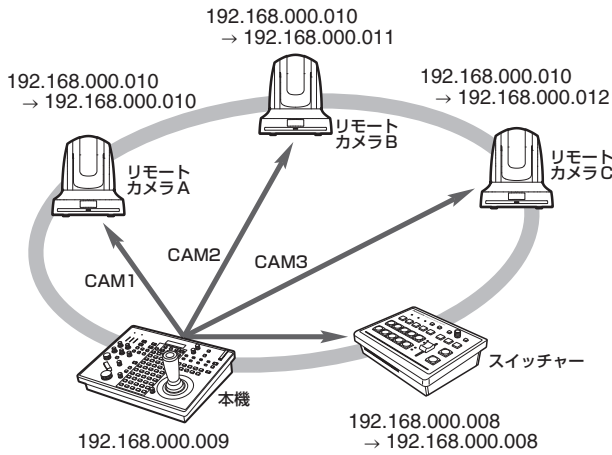 192.168.000.010
→ 192.168.000.011
192.168.000.010
→ 192.168.000.010
192.168.000.010
→ 192.168.000.012
リモート
カメラB
リモート
カメラA
リモート
カメラC
CAM2
CAM3
CAM1
スイッチャー
本機
192.168.000.009
192.168.000.008
→ 192.168.000.008